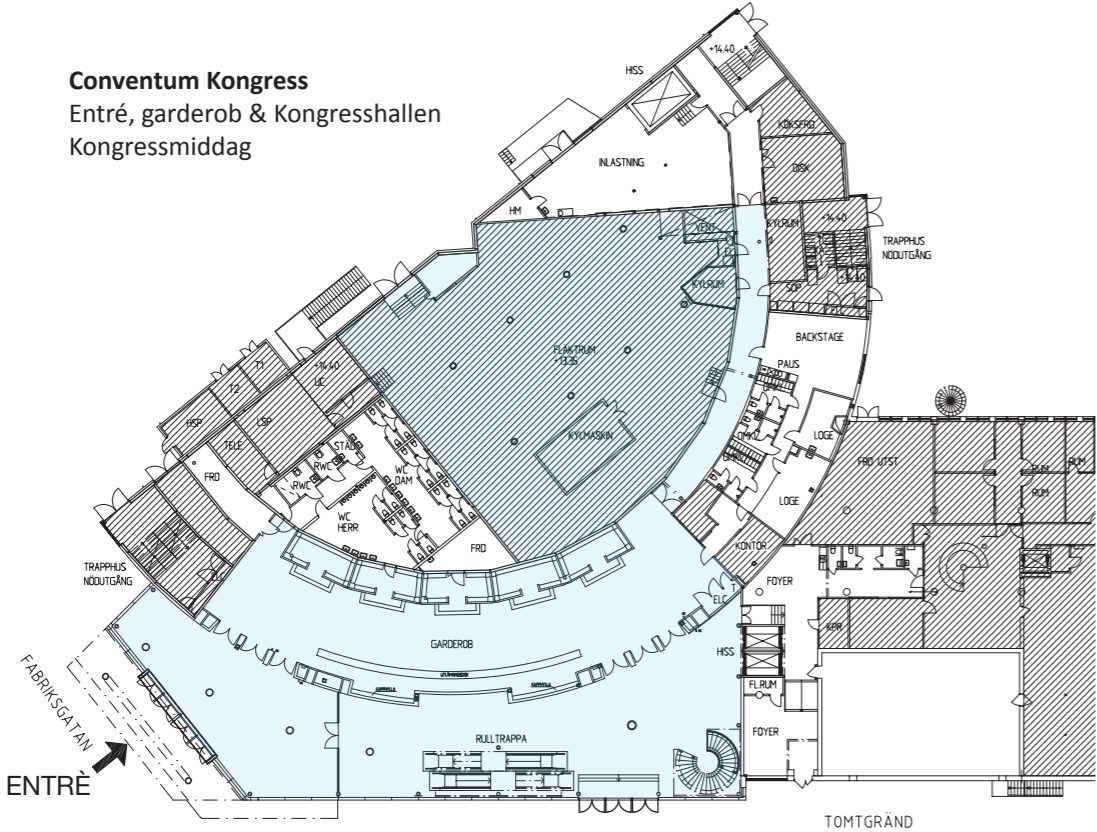 Conventum Kongress
Entré, garderob & Kongresshallen
Kongressmiddag
+14.40
HISS
KÖKSFRD
DISK
INLASTNING
HM
VENT
KYLRUM
+14.40
TRAPPHUS
NÖDUTGÅNG
+14.40
SOP
KYLRUM
BACKSTAGE
PAUS
FLÄKTRUM
+13.35
T1
T2
+14.40
UC
HSP
LSP
TELE
STÄD
RWC
RWC
WC
DAM
KYLMASKIN
LOGE
FRD UTST
RUM
RUM
RUM
FRD
WC
HERR
LOGE
KONTOR
FRD
TRAPPHUS
NÖDUTGÅNG
ELC
T
FOYER
GARDEROB
KPR
HISS
FL.RUM
FABRIKSGATAN
RULLTRAPPA
FOYER
ENTRÈ
TOMTGRÄND